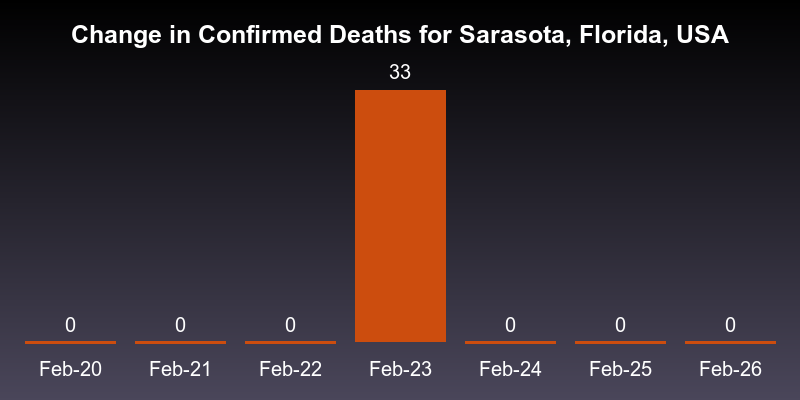 Change in Confirmed Deaths for Sarasota, Florida, USA
33
0 0 0 0 0 0
Feb-20 Feb-21 Feb-22 Feb-23 Feb-24 Feb-25 Feb-26